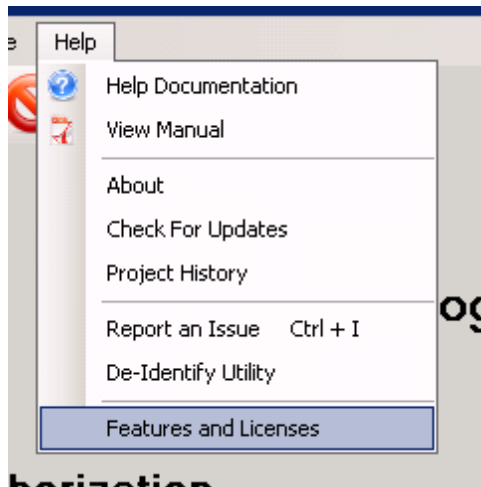 e Help
Help Documentation
View Manual
About
Check For Updates
Project History
og
Report an Issue Ctrl + I
De-Identify Utility
Features and Licenses